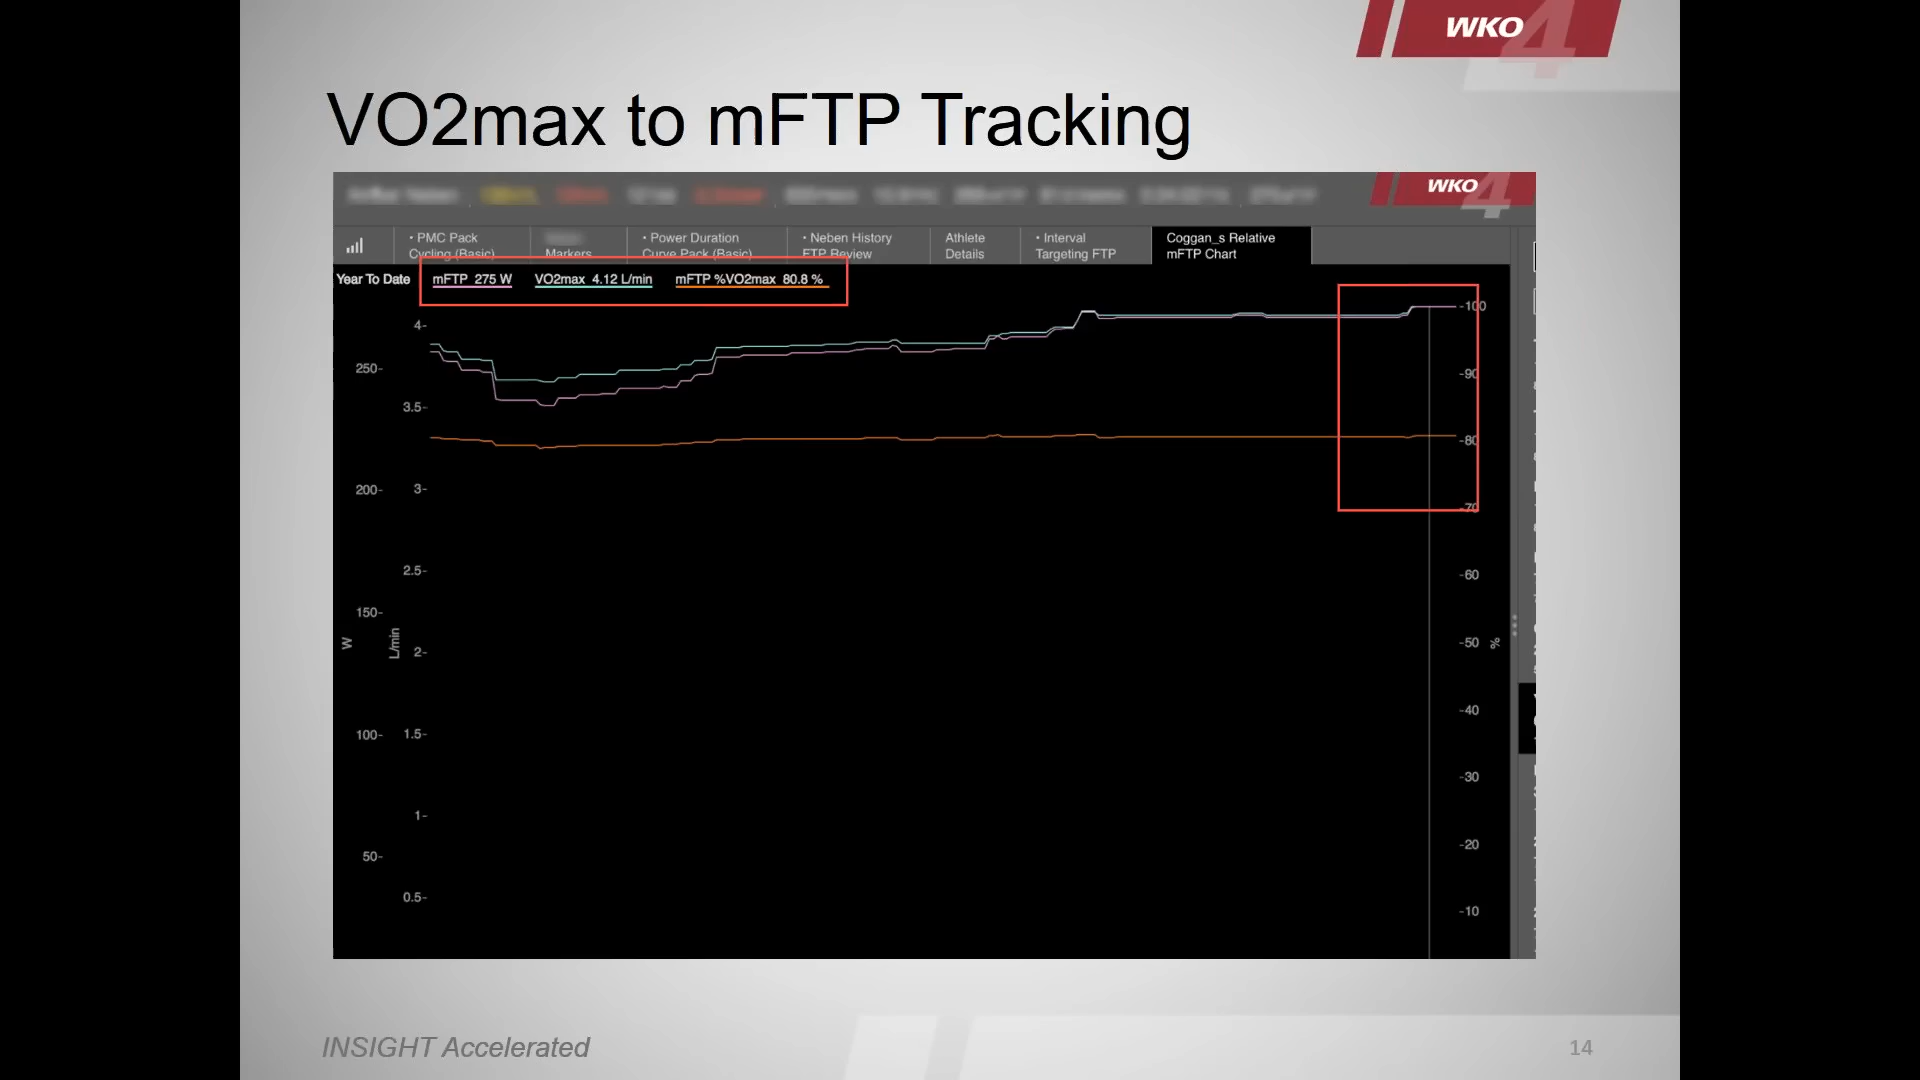 WKO 4
VO2max to mFTP Tracking
WKO 4
• PMC Pack Cycling (Basic)
Markers
• Power Duration Curve Pack (Basic)
• Neben History FTP Review
Athlete Details
• Interval Targeting FTP
Coggan_s Relative mFTP Chart
Year To Date mFTP 275 W VO2max 4.12 L/min mFTP %VO2max 80.8 %
250-
200-
150-
W
100-
50-
4-
3.5-
3-
2.5-
L/min
2-
1.5-
1-
0.5-
-100
-90
-80
-70
-60
-50
%
-40
-30
-20
-10
INSIGHT Accelerated
14